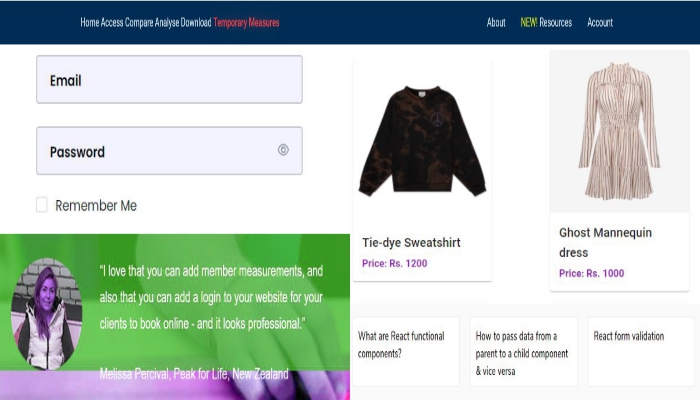 Home Access Compare Analyse Download Temporary Measures
About NEW! Resources Account
Email
Password
Remember Me
"I love that you can add member measurements, and
also that you can add a login to your website for your
clients to book online - and it looks professional."
Melissa Percival, Peak for Life, New Zealand
Tie-dye Sweatshirt
Price: Rs. 1200
Ghost Mannequin
dress
Price: Rs. 1000
What are React functional
components?
How to pass data from a
parent to a child component
& vice versa
React form validation